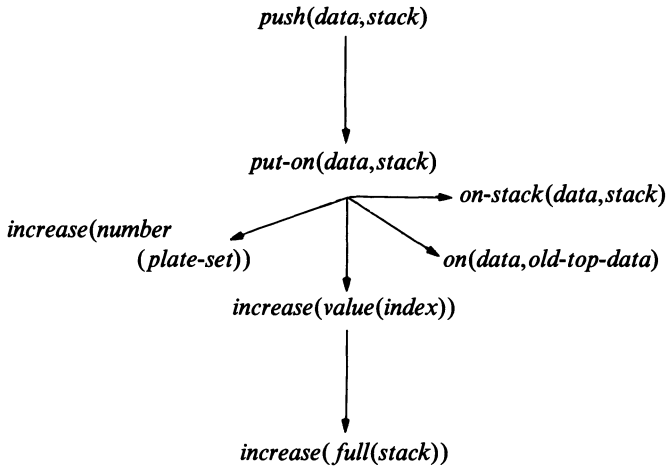 push(data,stack)
put-on(data,stack)
on-stack(data,stack)
increase(number
(plate-set))
on(data,old-top-data)
increase(value(index))
increase(full(stack))